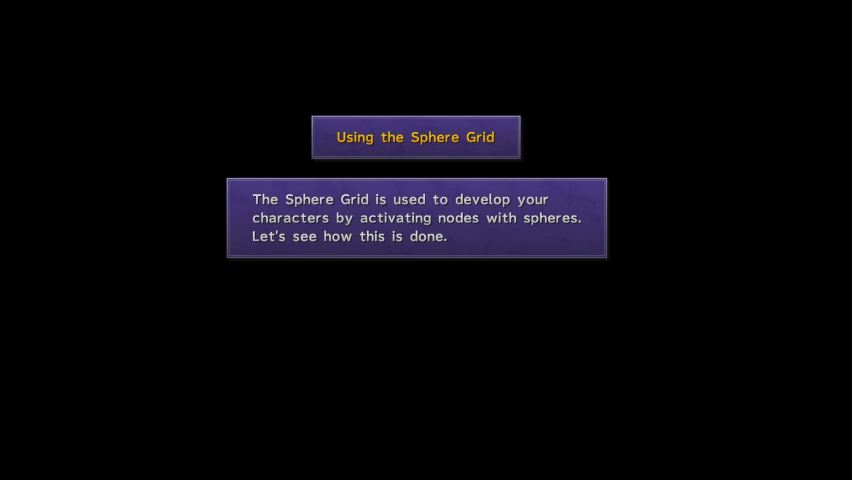 Using the Sphere Grid
The Sphere Grid is used to develop your
characters by activating nodes with spheres.
Let's see how this is done.